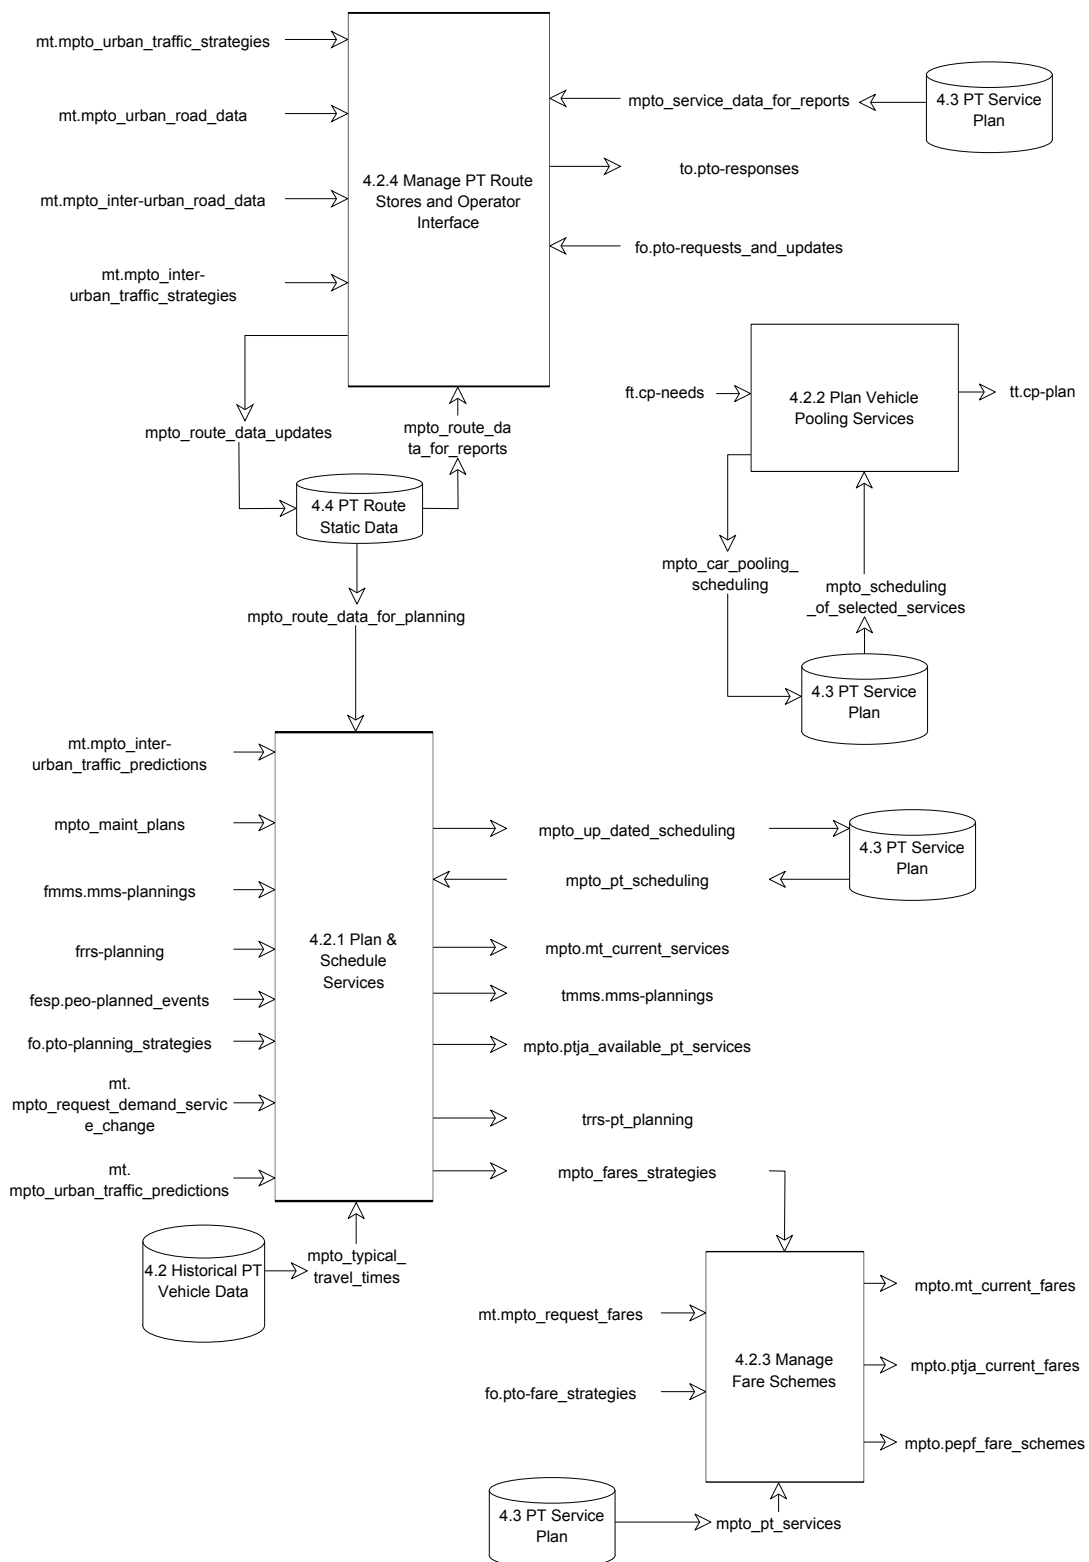 mt.mpto_urban_traffic_strategies
mt.mpto_urban_road_data
mt.mpto_inter-urban_road_data
mt.mpto_inter-
urban_traffic_strategies
4.2.4 Manage PT Route
Stores and Operator
Interface
mpto_service_data_for_reports
4.3 PT Service
Plan
to.pto-responses
fo.pto-requests_and_updates
mpto_route_data_updates
mpto_route_da
ta_for_reports
4.4 PT Route
Static Data
mpto_route_data_for_planning
ft.cp-needs
4.2.2 Plan Vehicle
Pooling Services
tt.cp-plan
mpto_car_pooling_
scheduling
mpto_scheduling
_of_selected_services
4.3 PT Service
Plan
mt.mpto_inter-
urban_traffic_predictions
mpto_maint_plans
fmms.mms-plannings
frrs-planning
fesp.peo-planned_events
fo.pto-planning_strategies
mt.
mpto_request_demand_servic
e_change
mt.
mpto_urban_traffic_predictions
4.2.1 Plan &
Schedule
Services
mpto_up_dated_scheduling
mpto_pt_scheduling
4.3 PT Service
Plan
mpto.mt_current_services
tmms.mms-plannings
mpto.ptja_available_pt_services
trrs-pt_planning
mpto_fares_strategies
4.2 Historical PT
Vehicle Data
mpto_typical_
travel_times
mt.mpto_request_fares
fo.pto-fare_strategies
4.2.3 Manage
Fare Schemes
mpto.mt_current_fares
mpto.ptja_current_fares
mpto.pepf_fare_schemes
4.3 PT Service
Plan
mpto_pt_services